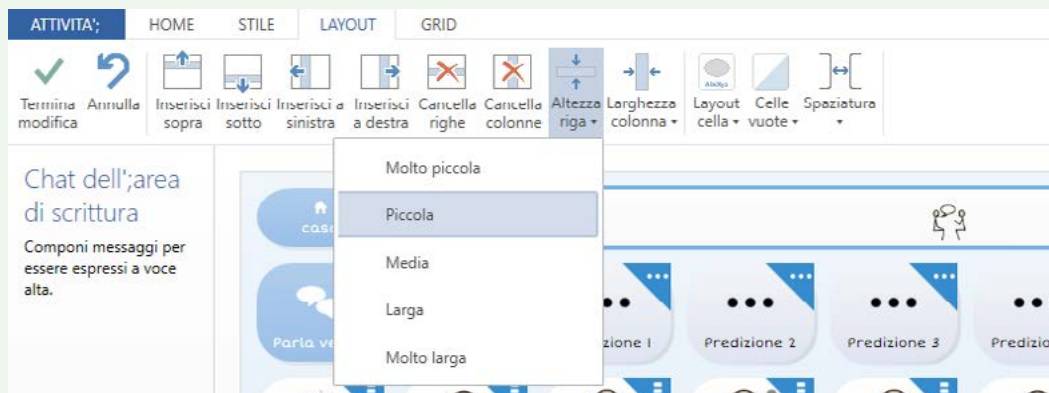 ATTIVITA'; HOME STILE LAYOUT GRID
Termina modifica
Annulla
Inserisci sopra
Inserisci sotto
Inserisci a sinistra
Inserisci a destra
Cancella righe
Cancella colonne
Altezza riga
Larghezza colonna
Layout cella
Celle vuote
Spaziatura
Molto piccola
Piccola
Media
Larga
Molto larga
Chat dell';area
di scrittura
Componi messaggi per
essere espressi a voce
alta.
Parla
Predizione 2
Predizione 3